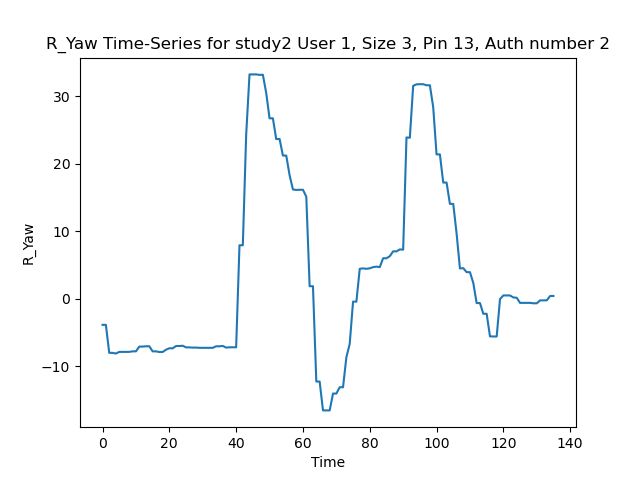 R_Yaw Time-Series for study2 User 1, Size 3, Pin 13, Auth number 2
30
20
10
0
−10
R_Yaw
0 20 40 60 80 100 120 140
Time